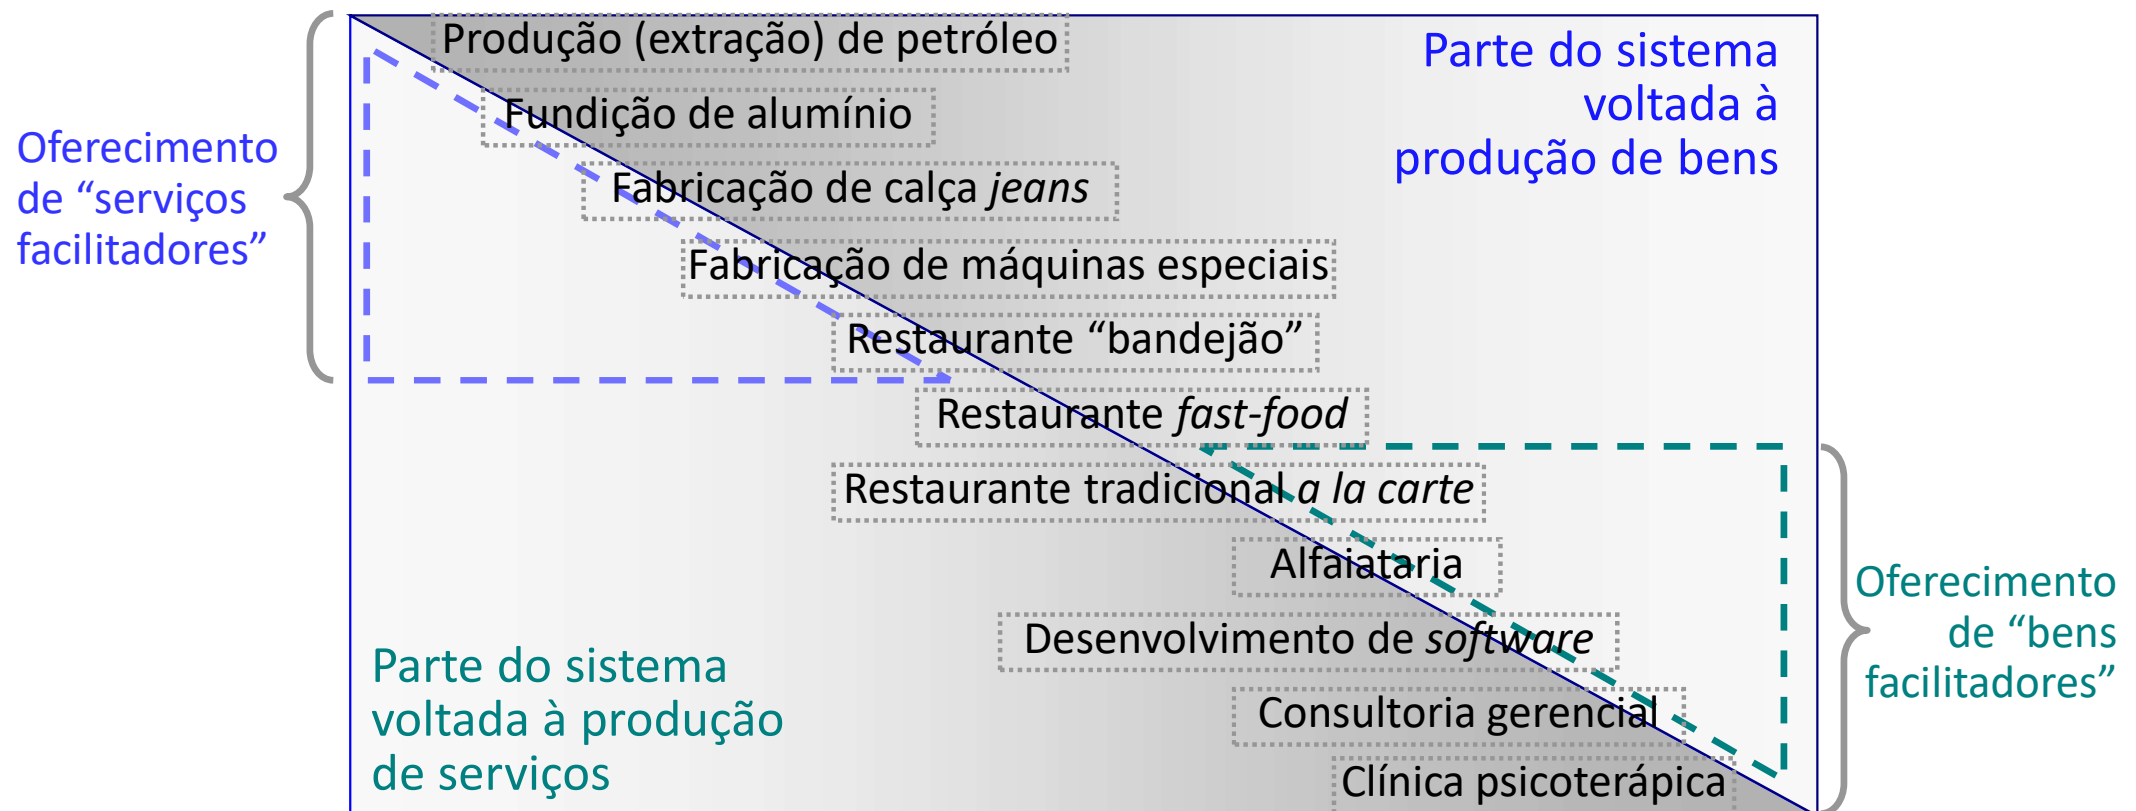 Produção (extração) de petróleo
Parte do sistema
voltada à
produção de bens
Fundição de alumínio
Oferecimento
de “serviços
facilitadores”
Fabricação de calça jeans
Fabricação de máquinas especiais
Restaurante “bandejão”
Restaurante fast-food
Restaurante tradicional a la carte
Alfaiataria
Oferecimento
de “bens
facilitadores”
Desenvolvimento de software
Parte do sistema
voltada à produção
de serviços
Consultoria gerencial
Clínica psicoterápica